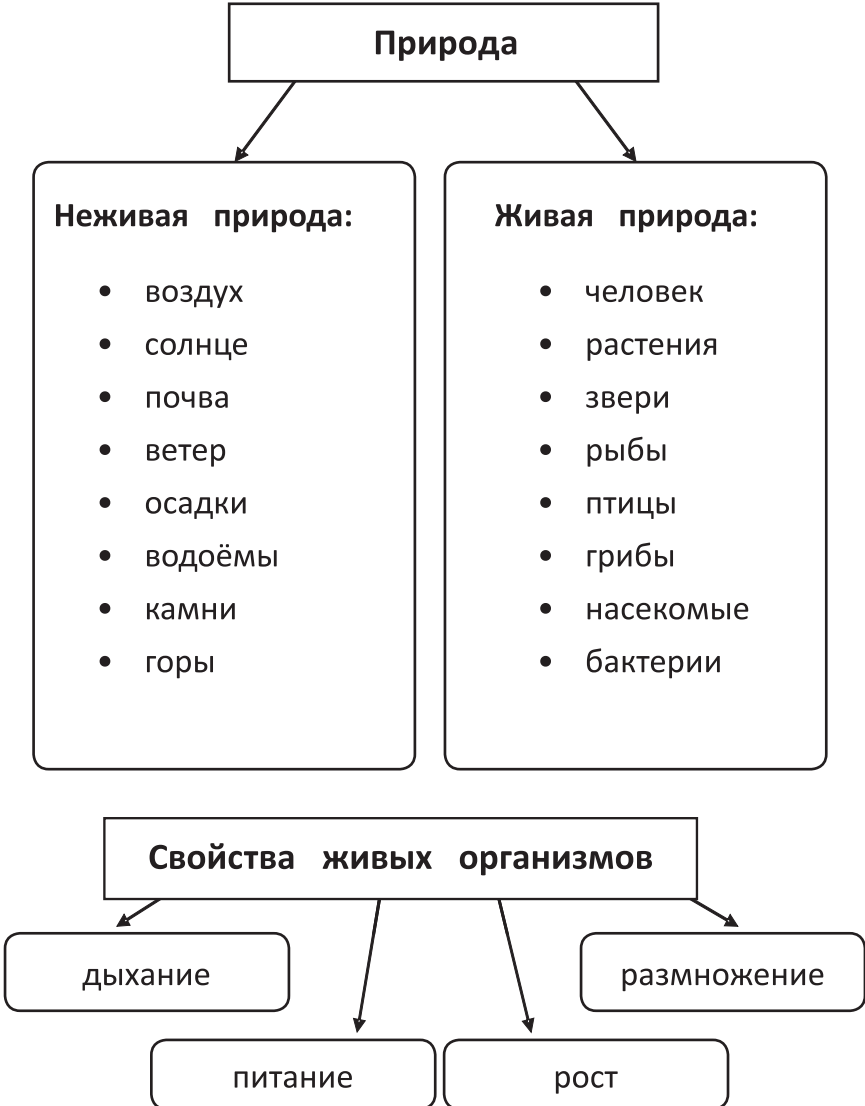 Природа
Неживая природа:
• воздух
• солнце
• почва
• ветер
• осадки
• водоёмы
• камни
• горы
Живая природа:
• человек
• растения
• звери
• рыбы
• птицы
• грибы
• насекомые
• бактерии
Свойства живых организмов
дыхание
размножение
питание
рост